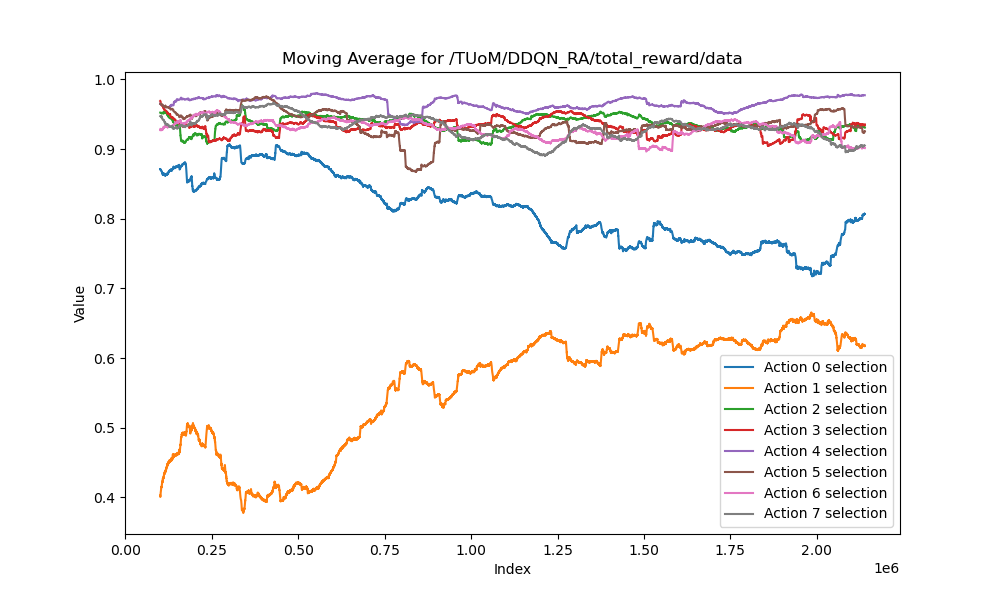 Moving Average for /TUoM/DDQN_RA/total_reward/data
1.0
0.9
0.8
0.7
0.6
0.5
0.4
Value
Action 0 selection
Action 1 selection
Action 2 selection
Action 3 selection
Action 4 selection
Action 5 selection
Action 6 selection
Action 7 selection
0.00 0.25 0.50 0.75 1.00 1.25 1.50 1.75 2.00
Index
1e6